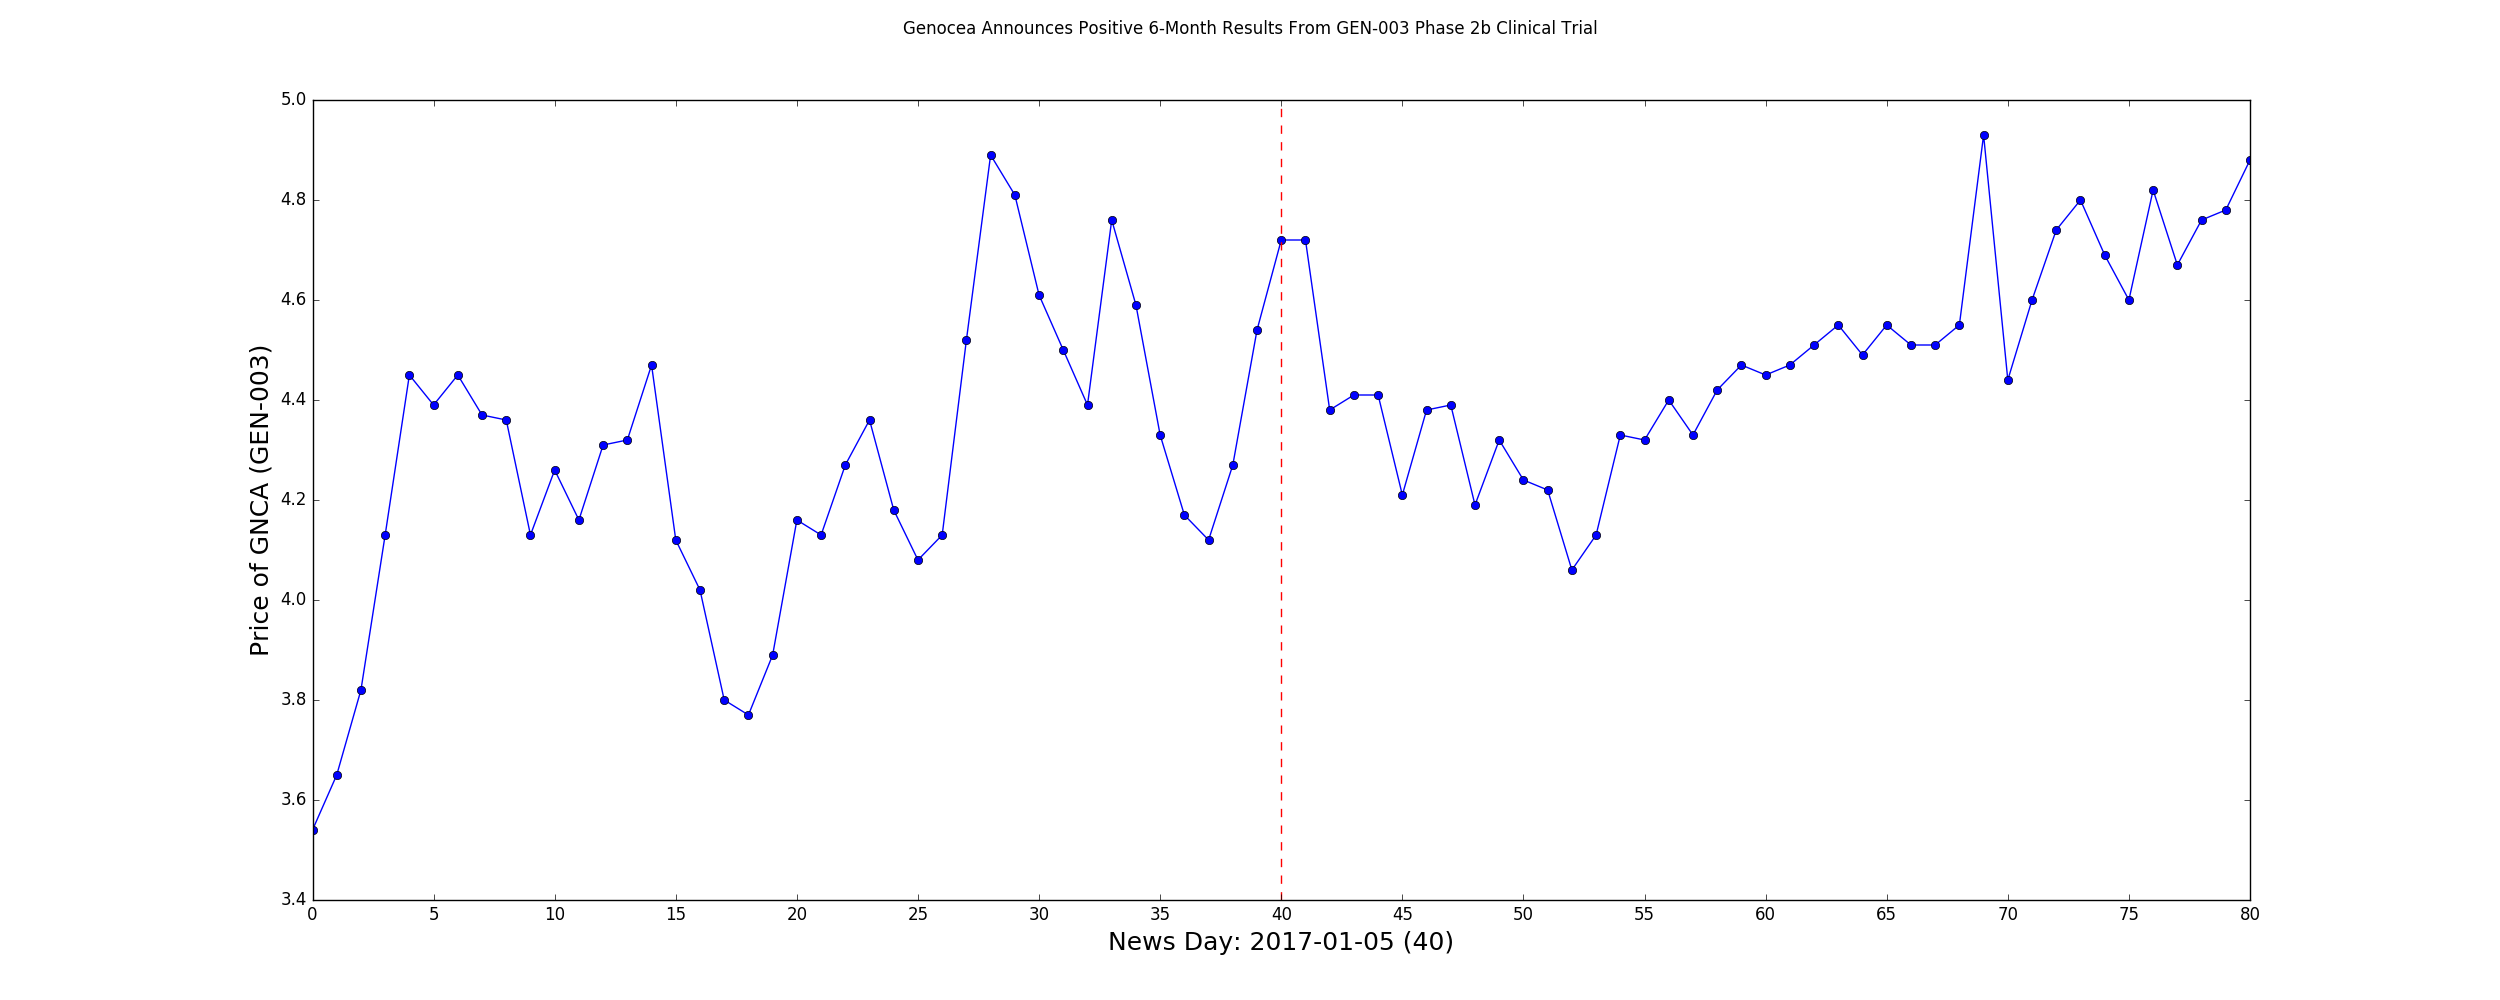 Genocea Announces Positive 6-Month Results From GEN-003 Phase 2b Clinical Trial
Price of GNCA (GEN-003)
5.0
4.8
4.6
4.4
4.2
4.0
3.8
3.6
3.4
0 5 10 15 20 25 30 35 40 45 50 55 60 65 70 75 80
News Day: 2017-01-05 (40)